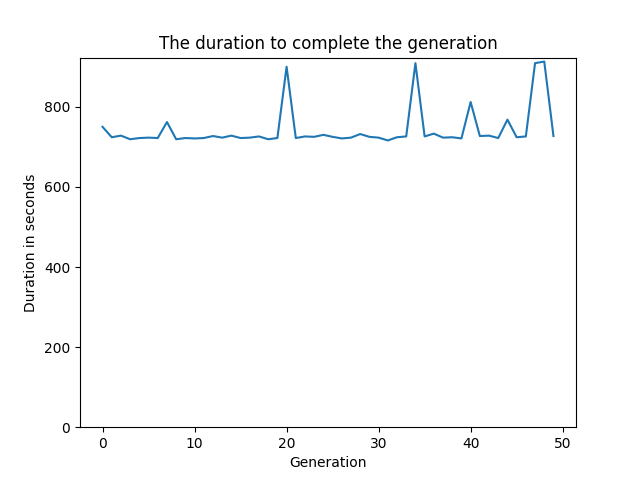 The duration to complete the generation
Duration in seconds
800
600
400
200
0
0 10 20 30 40 50
Generation